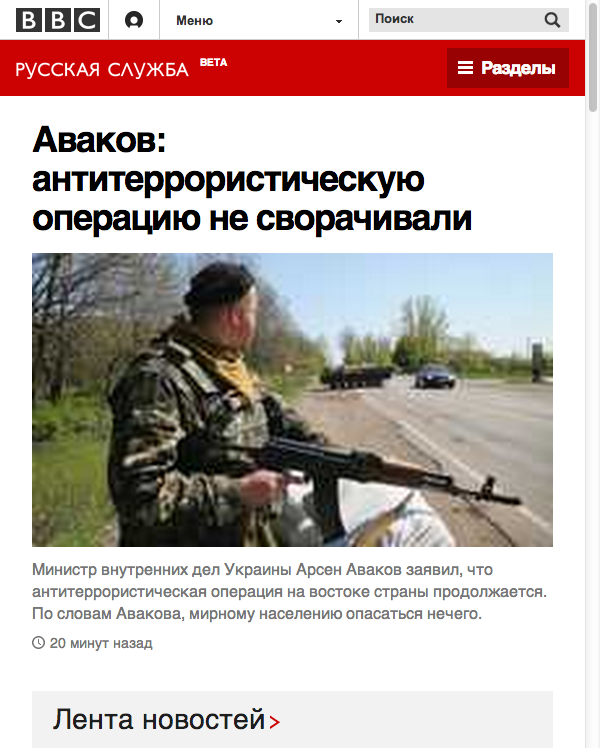 BBC
Меню
Поиск
РУССКАЯ СЛУЖБА BETA
Разделы
Аваков:
антитеррористическую
операцию не сворачивали
Министр внутренних дел Украины Арсен Аваков заявил, что
антитеррористическая операция на востоке страны продолжается.
По словам Авакова, мирному населению опасаться нечего.
20 минут назад
Лента новостей>